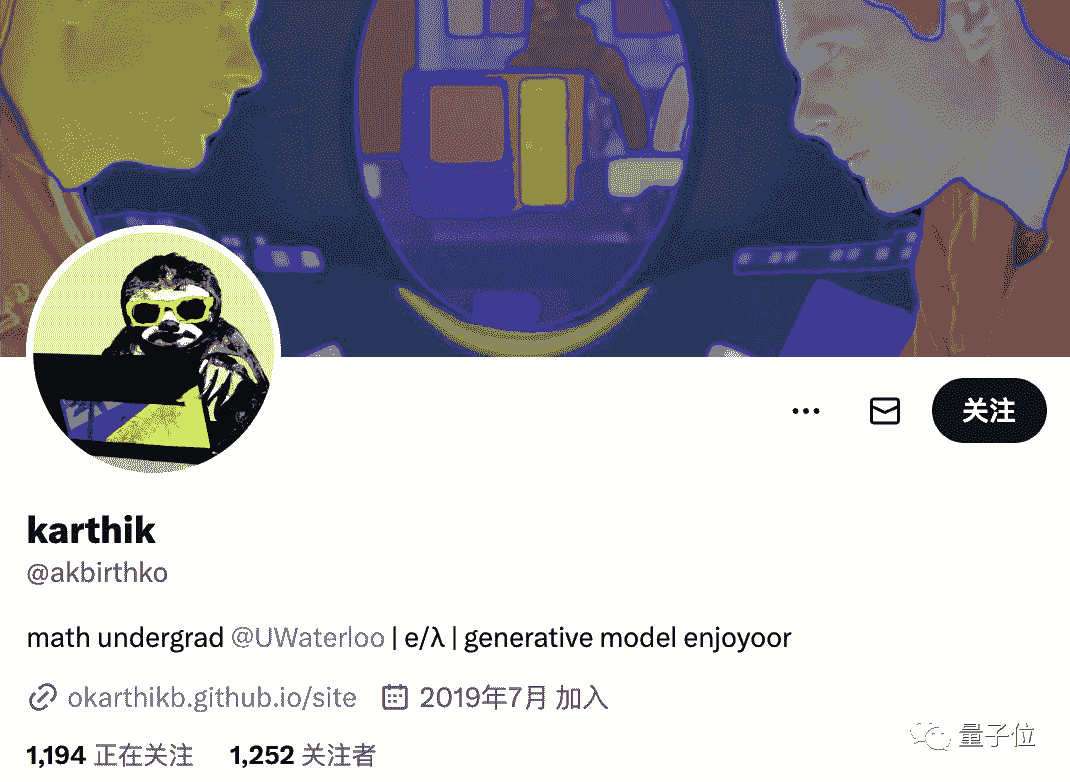 关注
karthik
@akbirthko
math undergrad @UWaterloo | e/λ | generative model enjoyoor
okarthikb.github.io/site 2019年7月 加入
1,194 正在关注 1,252 关注者
量子位